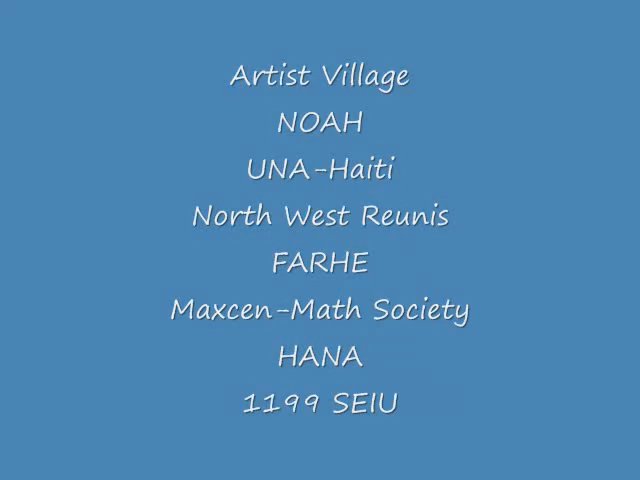 Artist Village
NOAH
UNA-Haiti
North West Reunis
FARHE
Maxcen-Math Society
HANA
1199 SEIU